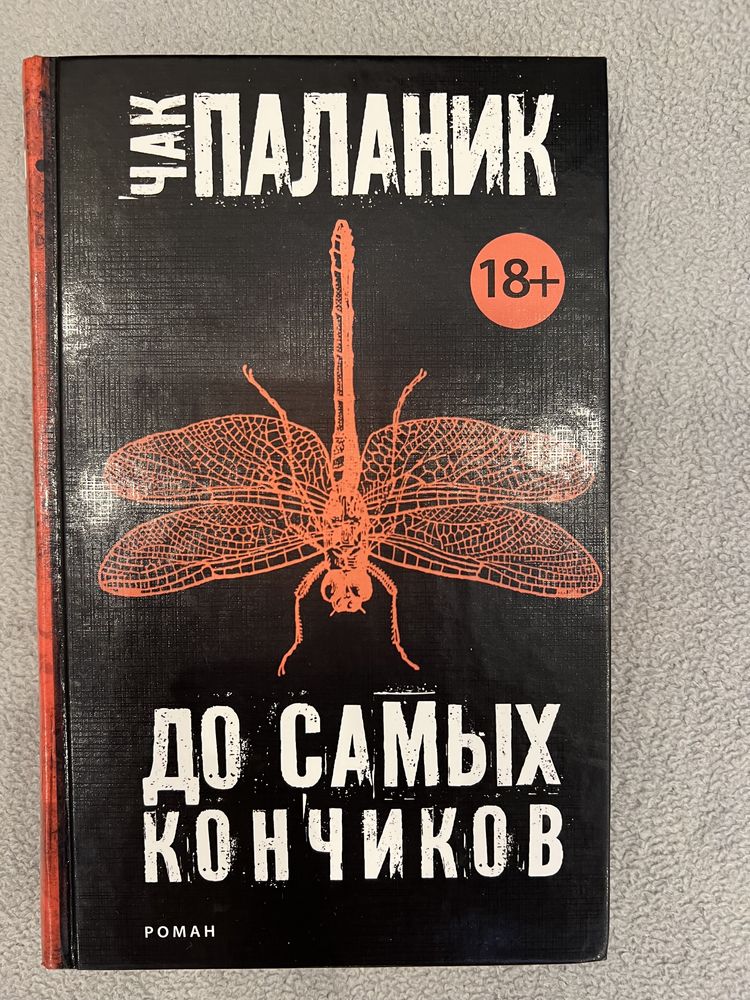 ЧАК ПАЛАНИК
18+
ДО САМЫХ
КОНЧИКОВ
РОМАН